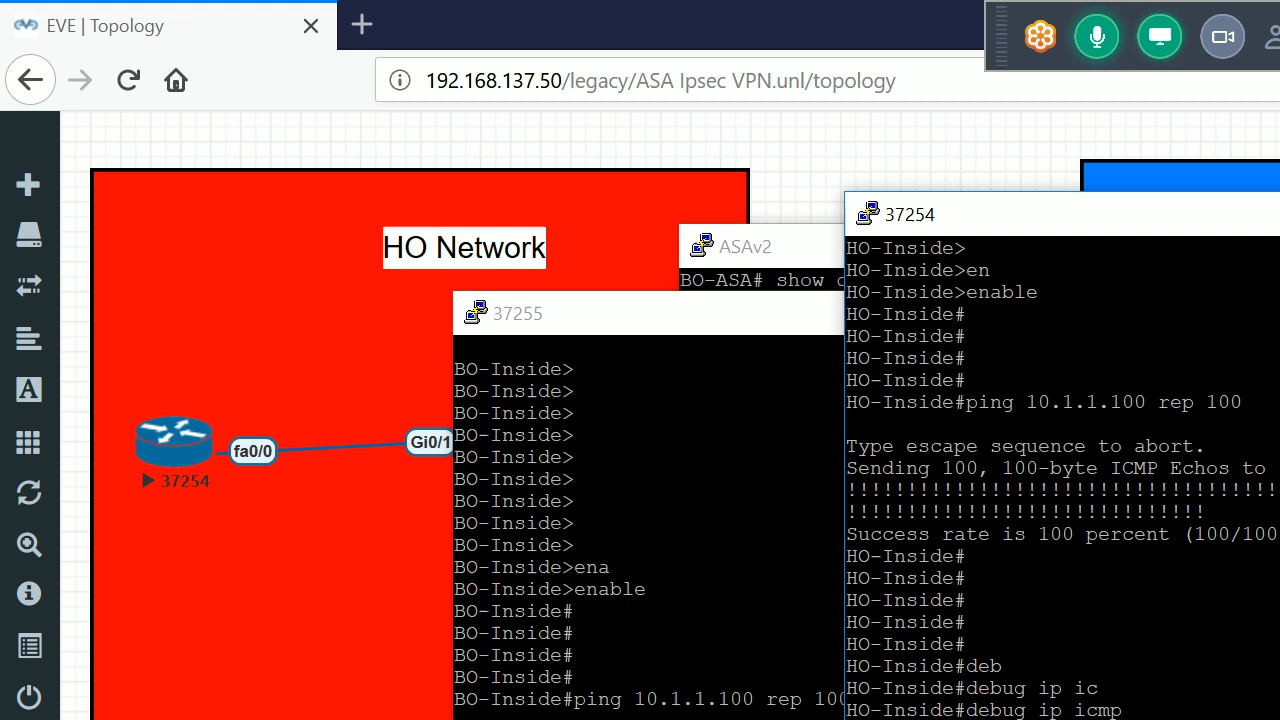 EVE | Topology
192.168.137.50/legacy/ASA Ipsec VPN.unl/topology
HO Network
fa0/0
Gi0/1
37254
ASAv2
BO-ASA# show
37255
BO-Inside>
BO-Inside>
BO-Inside>
BO-Inside>
BO-Inside>
BO-Inside>
BO-Inside>
BO-Inside>
BO-Inside>
BO-Inside>ena
BO-Inside>enable
BO-Inside#
BO-Inside#
BO-Inside#
BO-Inside#
BO-Inside#ping 10.1.1.100 rep 100
37254
HO-Inside>
HO-Inside>en
HO-Inside>enable
HO-Inside#
HO-Inside#
HO-Inside#
HO-Inside#
HO-Inside#ping 10.1.1.100 rep 100
Type escape sequence to abort.
Sending 100, 100-byte ICMP Echos to
!!!!!!!!!!!!!!!!!!!!!!!!!!!!!!!!!!!!
!!!!!!!!!!!!!!!!!!!!!!!!!!!!!!
Success rate is 100 percent (100/100
HO-Inside#
HO-Inside#
HO-Inside#
HO-Inside#
HO-Inside#
HO-Inside#deb
HO-Inside#debug ip ic
HO-Inside#debug ip icmp